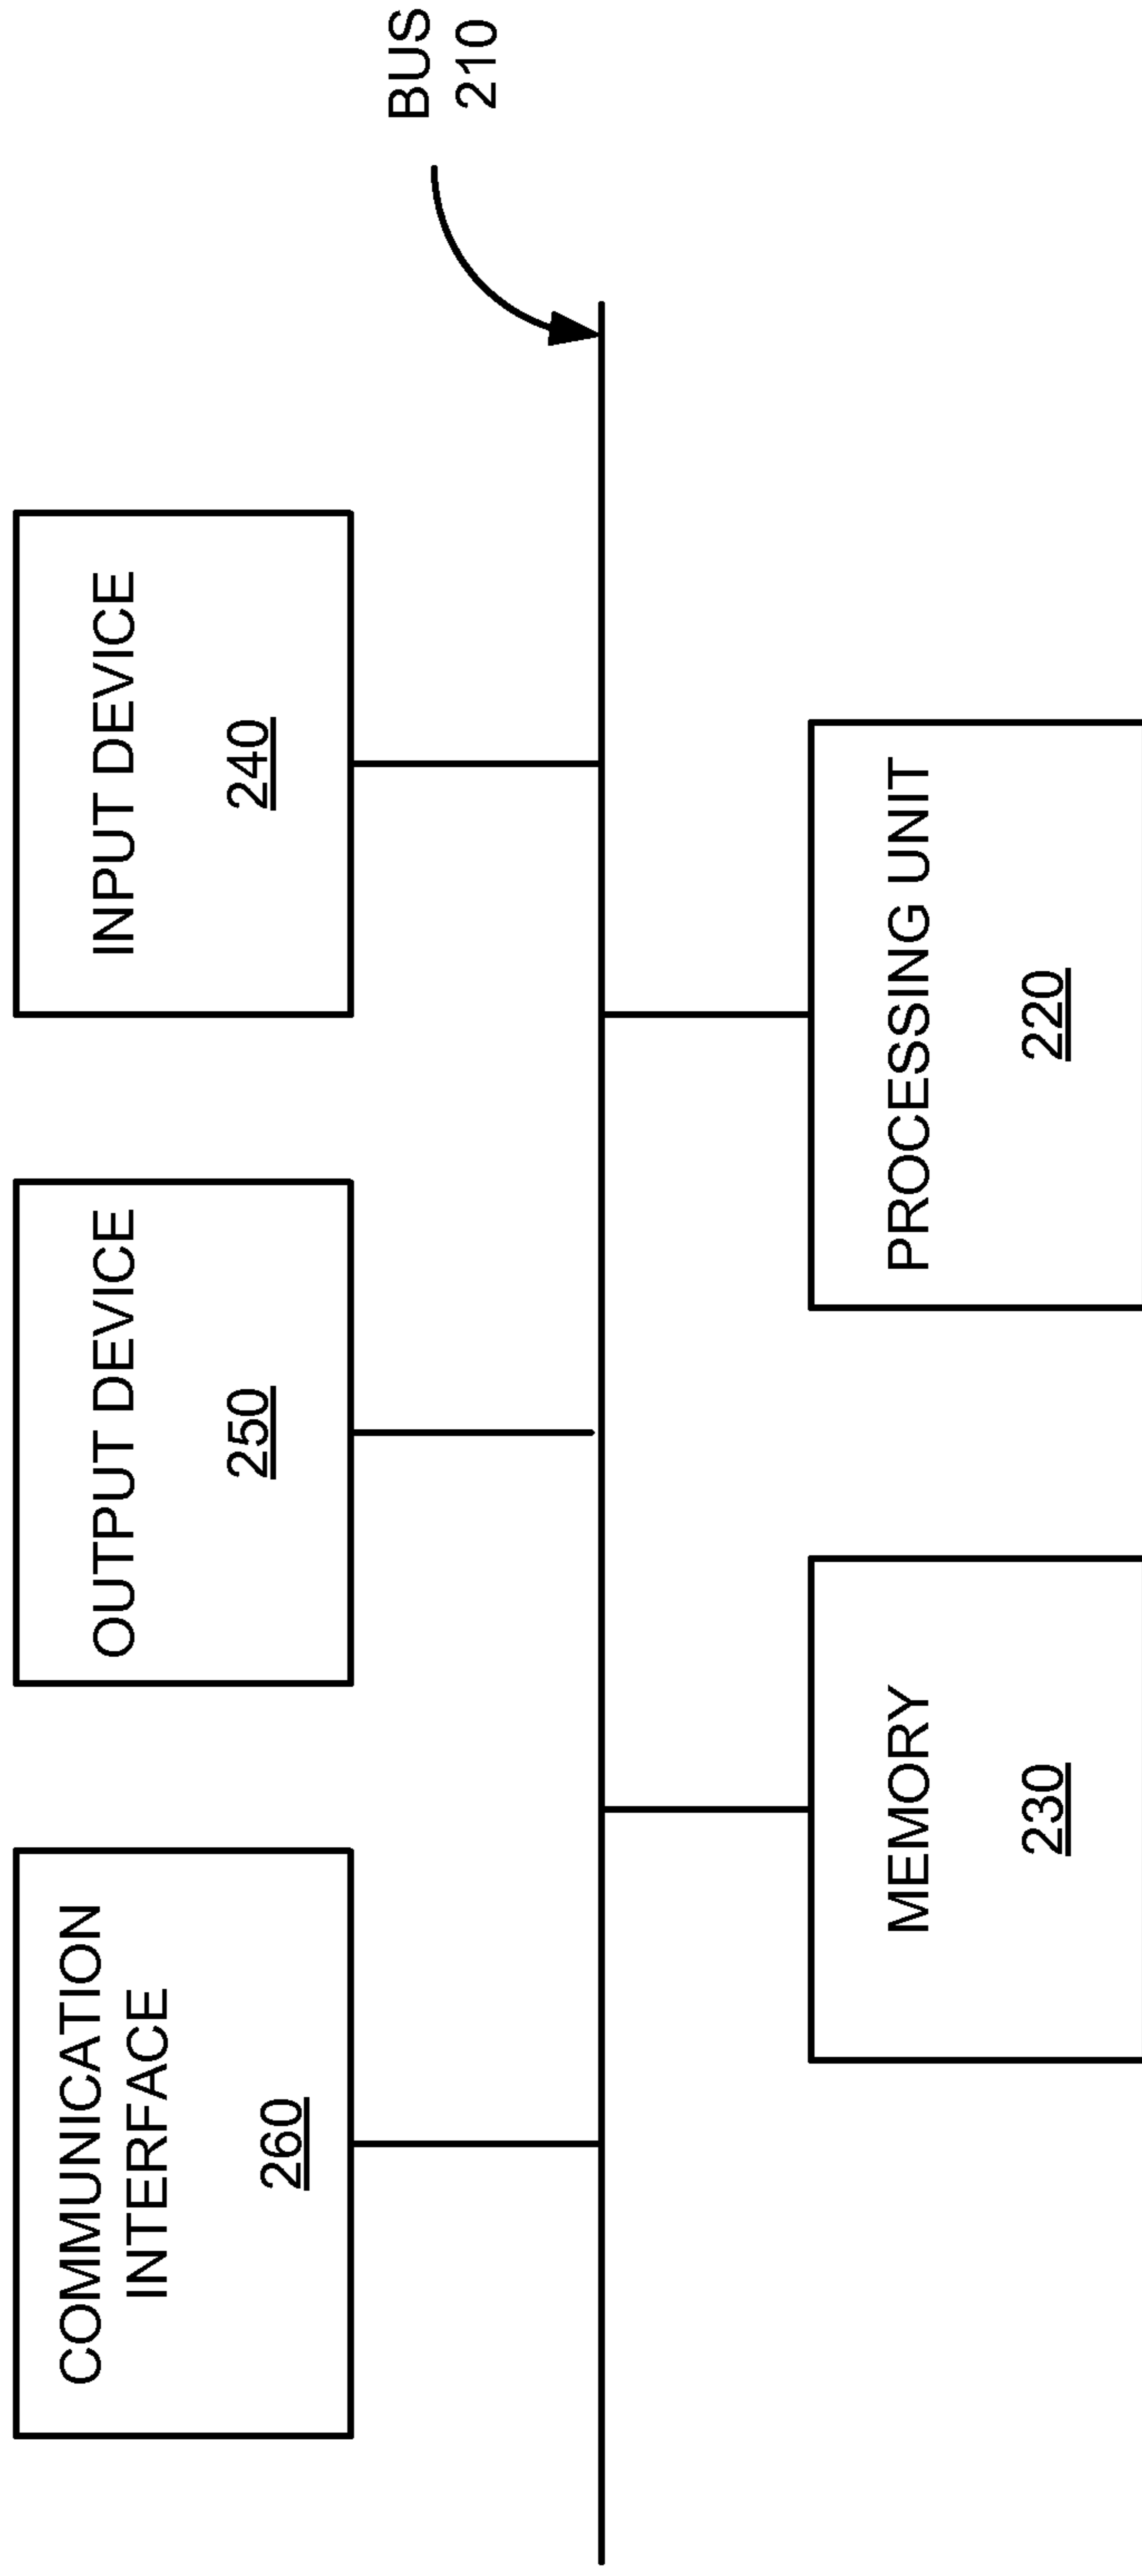 COMMUNICATION
INTERFACE
260
OUTPUT DEVICE
250
INPUT DEVICE
240
BUS
210
MEMORY
230
PROCESSING UNIT
220